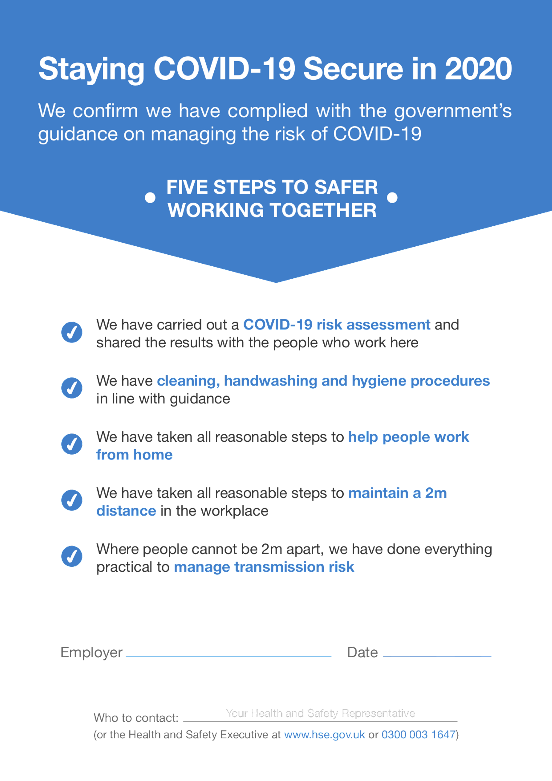 Staying COVID-19 Secure in 2020
We confirm we have complied with the government's
guidance on managing the risk of COVID-19
FIVE STEPS TO SAFER
WORKING TOGETHER
We have carried out a COVID-19 risk assessment and
shared the results with the people who work here
We have cleaning, handwashing and hygiene procedures
in line with guidance
We have taken all reasonable steps to help people work
from home
We have taken all reasonable steps to maintain a 2m
distance in the workplace
Where people cannot be 2m apart, we have done everything
practical to manage transmission risk
Employer Date
Who to contact: Your Health and Safety Representative
(or the Health and Safety Executive at www.hse.gov.uk or 0300 003 1647)